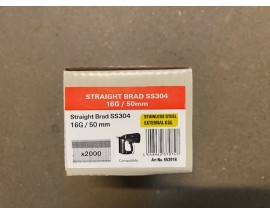 STRAIGHT BRAD SS304
16G / 50mm
Straight Brad SS304
16G / 50 mm
STAINLESS STEEL
EXTERNAL USE
x2000
Compatible